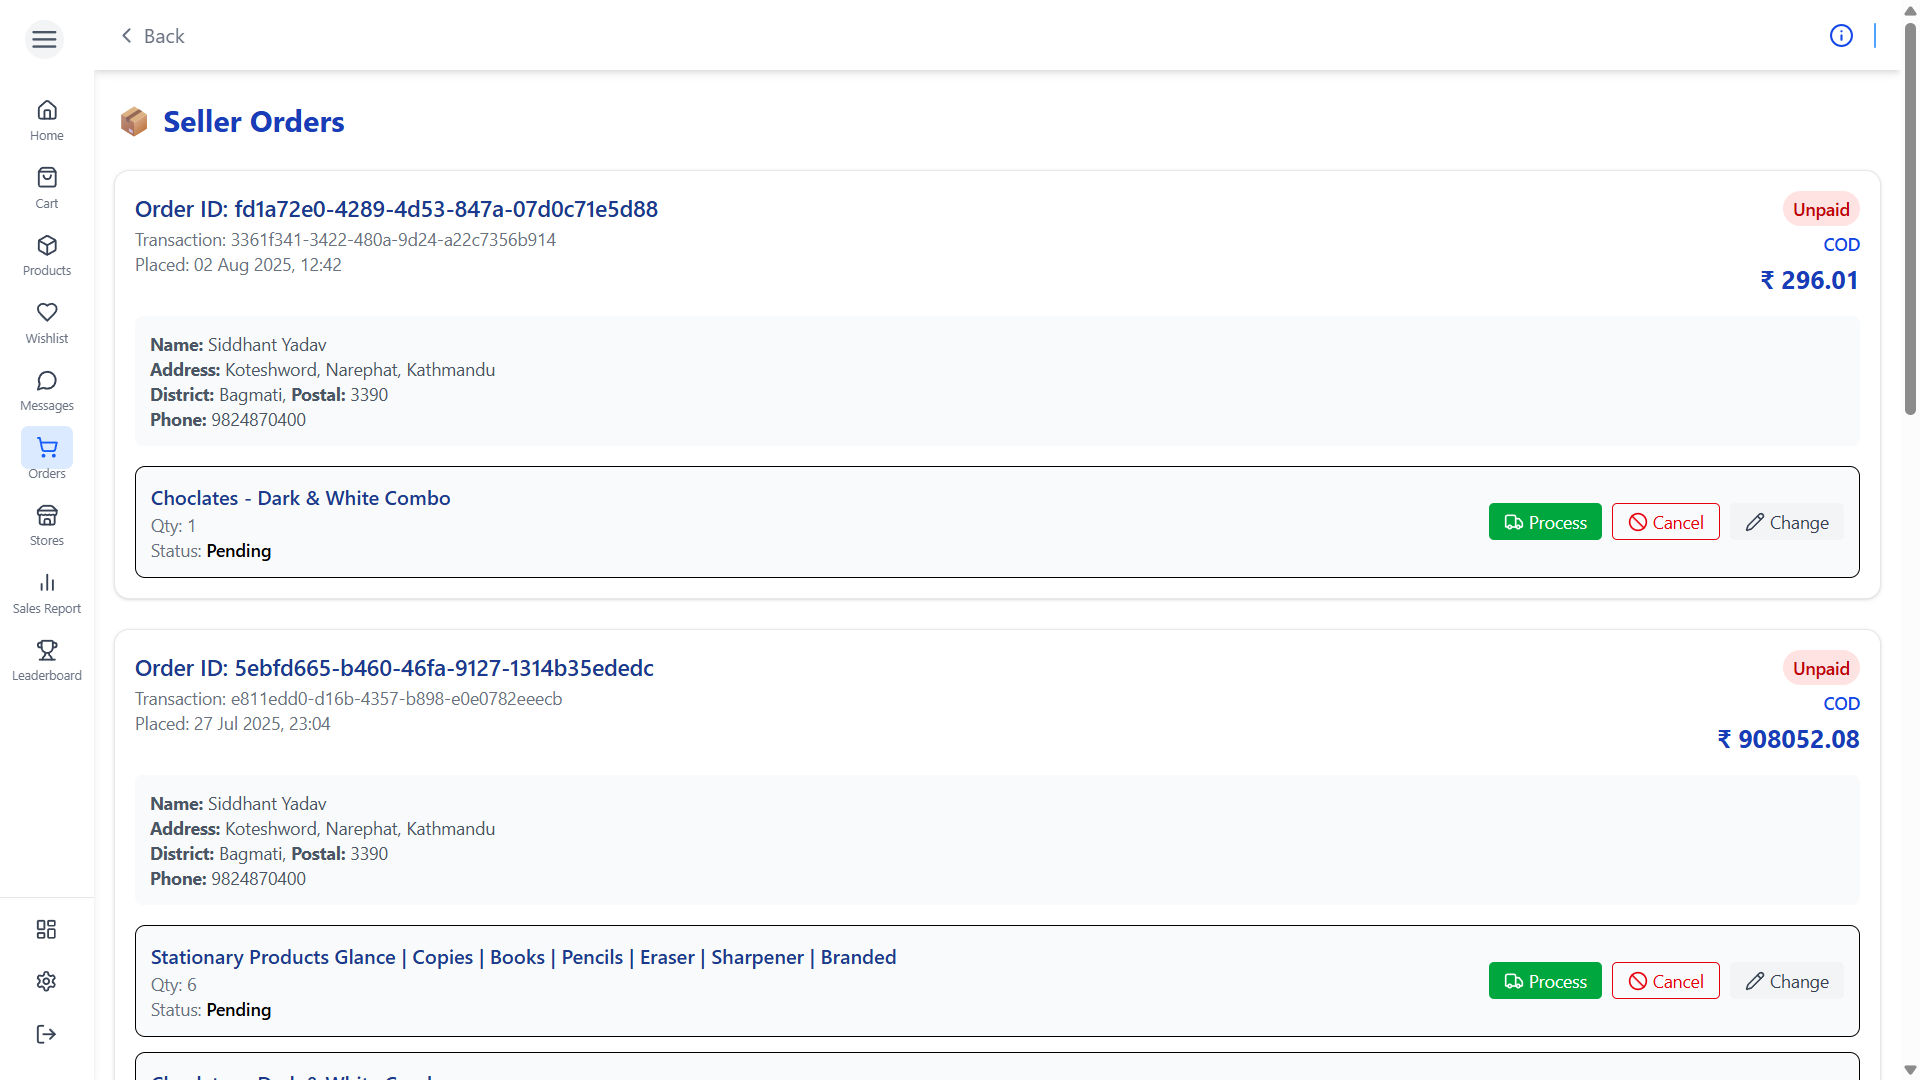 Back
Home
Cart
Products
Wishlist
Messages
Orders
Stores
Sales Report
Leaderboard
Seller Orders
Order ID: fd1a72e0-4289-4d53-847a-07d0c71e5d88
Unpaid
Transaction: 3361f341-3422-480a-9d24-a22c7356b914
COD
Placed: 02 Aug 2025, 12:42
₹ 296.01
Name: Siddhant Yadav
Address: Koteshword, Narephat, Kathmandu
District: Bagmati, Postal: 3390
Phone: 9824870400
Choclates - Dark & White Combo
Qty: 1
Status: Pending
Process
Cancel
Change
Order ID: 5ebfd665-b460-46fa-9127-1314b35ededc
Unpaid
Transaction: e811edd0-d16b-4357-b898-e0e0782eeecb
COD
Placed: 27 Jul 2025, 23:04
₹ 908052.08
Name: Siddhant Yadav
Address: Koteshword, Narephat, Kathmandu
District: Bagmati, Postal: 3390
Phone: 9824870400
Stationary Products Glance | Copies | Books | Pencils | Eraser | Sharpener | Branded
Qty: 6
Status: Pending
Process
Cancel
Change